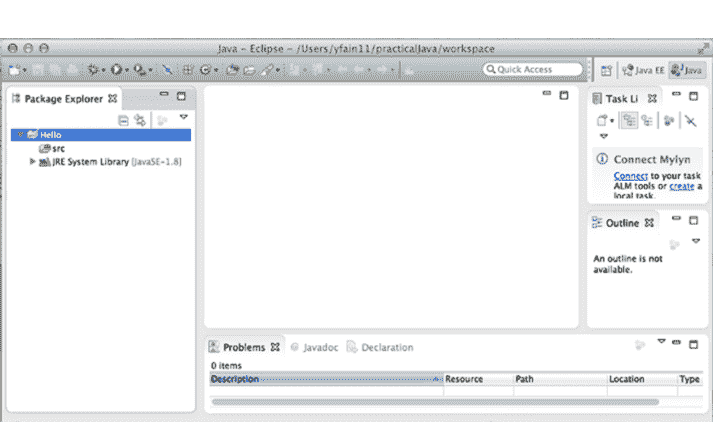 Java – Eclipse – /Users/yfain11/practicalJava/workspace
Quick Access
Java EE
Java
Package Explorer
Hello
src
JRE System Library [JavaSE-1.8]
Task Li
Connect Mylyn
Connect to your task
ALM tools or create a
local task.
Outline
An outline is not
available.
Problems
Javadoc
Declaration
0 items
Description
Resource
Path
Location
Type